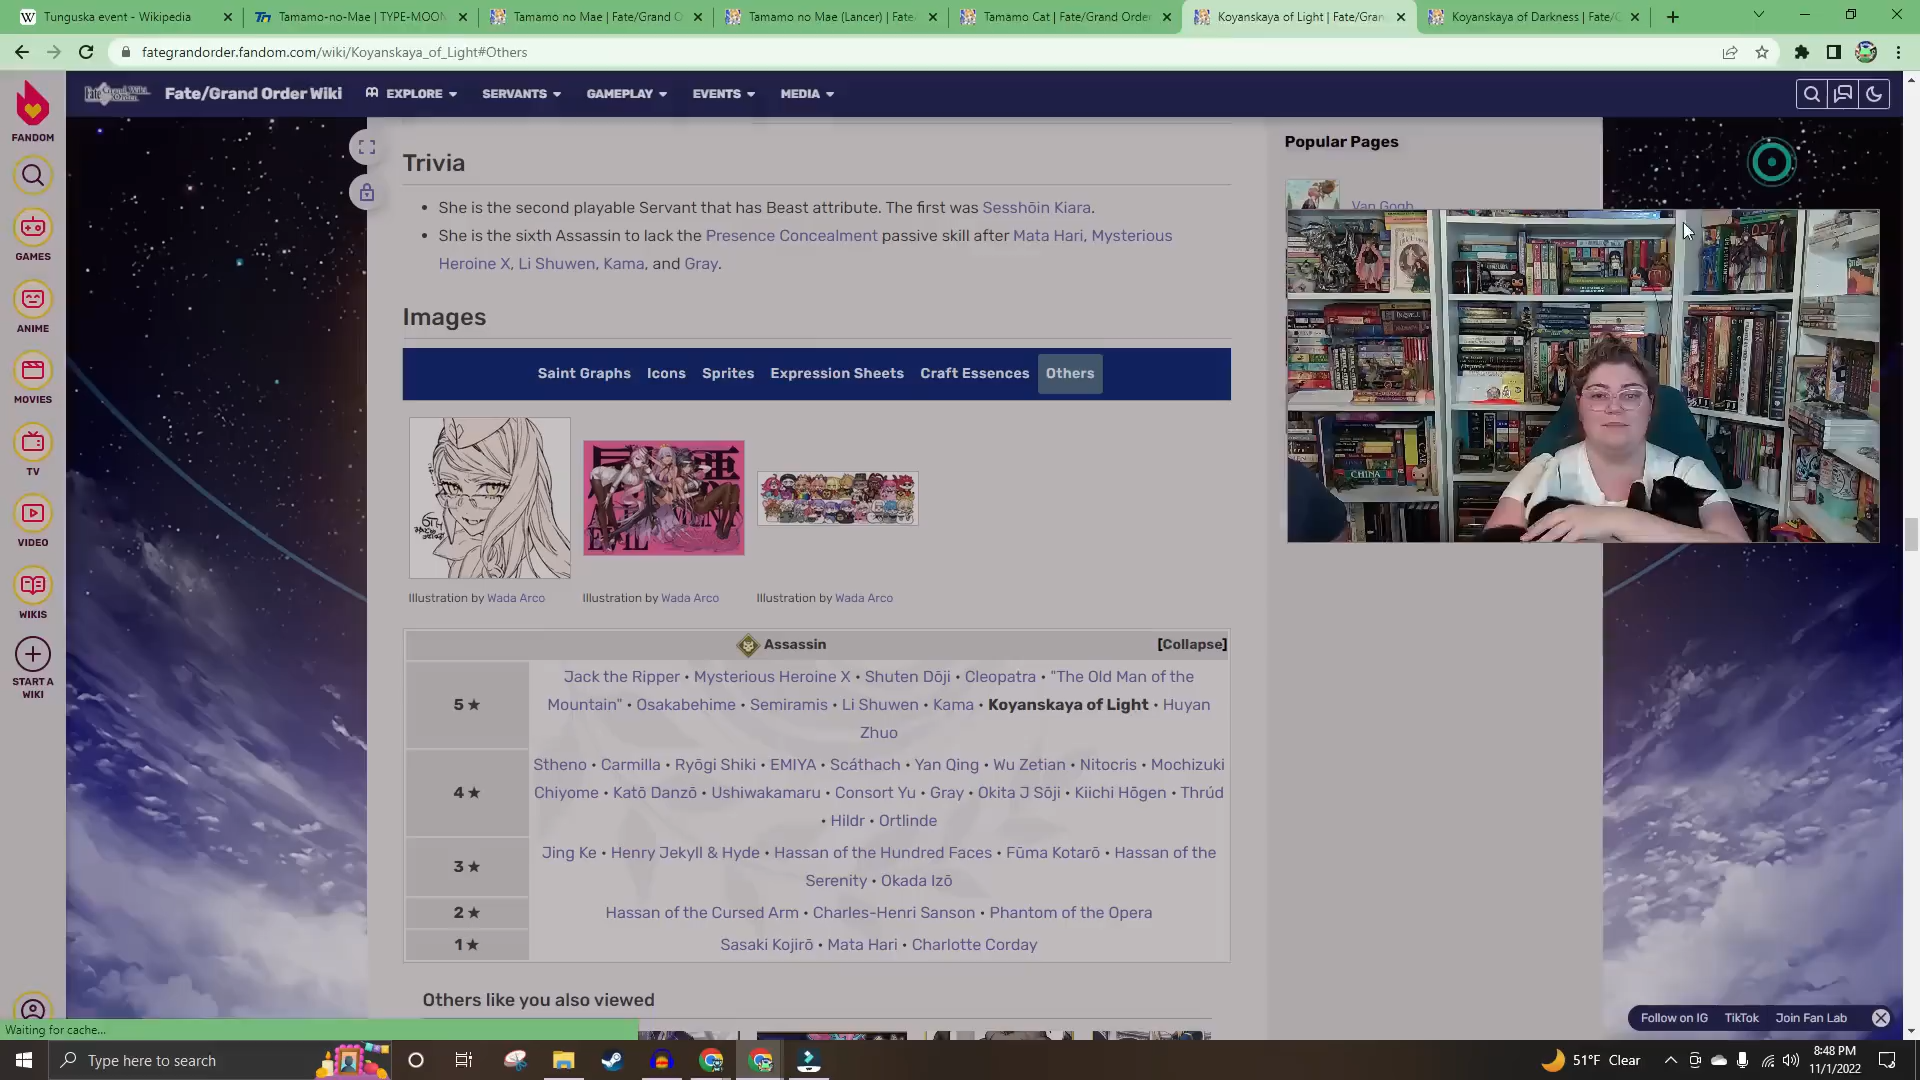 Tunguska event - Wikipedia
Tamamo-no-Mae | TYPE-MOON
Tamamo no Mae | Fate/Grand O
Tamamo no Mae (Lancer) | Fate/
Tamamo Cat | Fate/Grand Order
Koyanskaya of Light | Fate/Gran
Koyanskaya of Darkness | Fate/G
fategrandorder.fandom.com/wiki/Koyanskaya_of_Light#Others
Fate/Grand Order Wiki
EXPLORE
SERVANTS
GAMEPLAY
EVENTS
MEDIA
FANDOM
GAMES
ANIME
MOVIES
TV
VIDEO
WIKIS
START A
WIKI
Trivia
• She is the second playable Servant that has Beast attribute. The first was Sesshōin Kiara.
• She is the sixth Assassin to lack the Presence Concealment passive skill after Mata Hari, Mysterious
Heroine X, Li Shuwen, Kama, and Gray.
Images
Saint Graphs Icons Sprites Expression Sheets Craft Essences Others
Illustration by Wada Arco
Illustration by Wada Arco
Illustration by Wada Arco
Assassin [Collapse]
5 ★
Jack the Ripper • Mysterious Heroine X • Shuten Dōji • Cleopatra • "The Old Man of the
Mountain" • Osakabehime • Semiramis • Li Shuwen • Kama • Koyanskaya of Light • Huyan
Zhuo
4 ★
Stheno • Carmilla • Ryōgi Shiki • EMIYA • Scáthach • Yan Qing • Wu Zetian • Nitocris • Mochizuki
Chiyome • Katō Danzō • Ushiwakamaru • Consort Yu • Gray • Okita J Sōji • Kiichi Hōgen • Thrúd
• Hildr • Ortlinde
3 ★
Jing Ke • Henry Jekyll & Hyde • Hassan of the Hundred Faces • Fūma Kotarō • Hassan of the
Serenity • Okada Izō
2 ★ Hassan of the Cursed Arm • Charles-Henri Sanson • Phantom of the Opera
1 ★ Sasaki Kojirō • Mata Hari • Charlotte Corday
Others like you also viewed
Popular Pages
Van Gogh
CHINA
Follow on IG TikTok Join Fan Lab
Waiting for cache...
Type here to search
51°F Clear
8:48 PM
11/1/2022